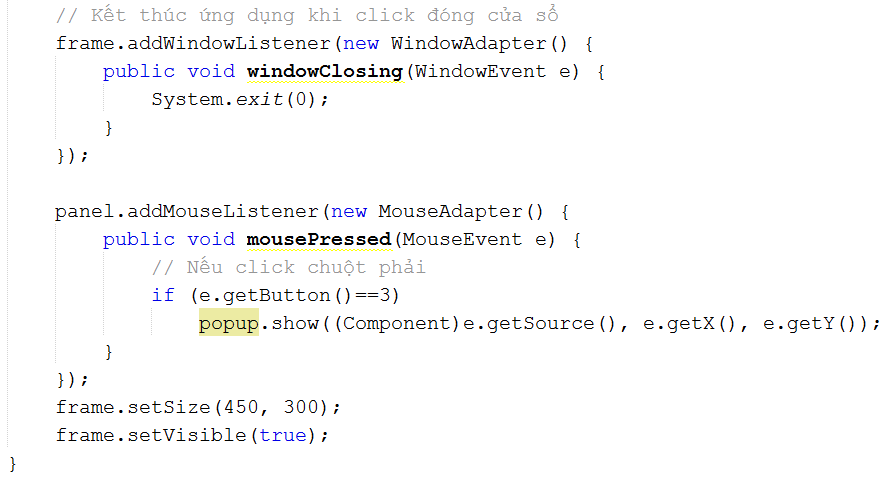 // Kết thúc ứng dụng khi click đóng cửa sổ
frame.addWindowListener(new WindowAdapter() {
public void windowClosing(WindowEvent e) {
System.exit(0);
}
});
panel.addMouseListener(new MouseAdapter() {
public void mousePressed(MouseEvent e) {
// Nếu click chuột phải
if (e.getButton()==3)
popup.show((Component)e.getSource(), e.getX(), e.getY());
}
});
frame.setSize(450, 300);
frame.setVisible(true);
}